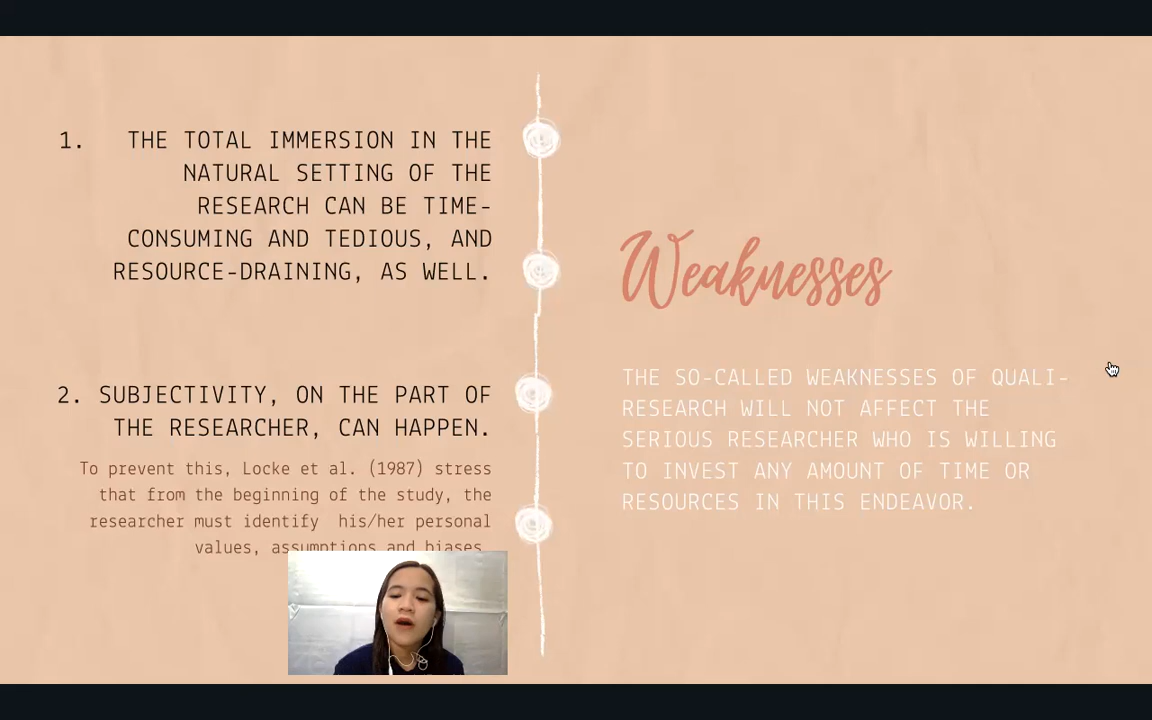 1. THE TOTAL IMMERSION IN THE
NATURAL SETTING OF THE
RESEARCH CAN BE TIME-
CONSUMING AND TEDIOUS, AND
RESOURCE-DRAINING, AS WELL.
2. SUBJECTIVITY, ON THE PART OF
THE RESEARCHER, CAN HAPPEN.
To prevent this, Locke et al. (1987) stress
that from the beginning of the study, the
researcher must identify his/her personal
values, assumptions and biases.
Weaknesses
THE SO-CALLED WEAKNESSES OF QUALI-
RESEARCH WILL NOT AFFECT THE
SERIOUS RESEARCHER WHO IS WILLING
TO INVEST ANY AMOUNT OF TIME OR
RESOURCES IN THIS ENDEAVOR.